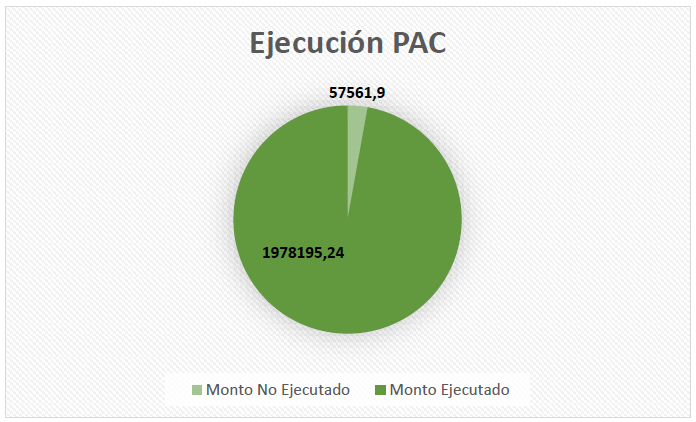 Ejecución PAC
57561,9
1978195,24
Monto No Ejecutado Monto Ejecutado